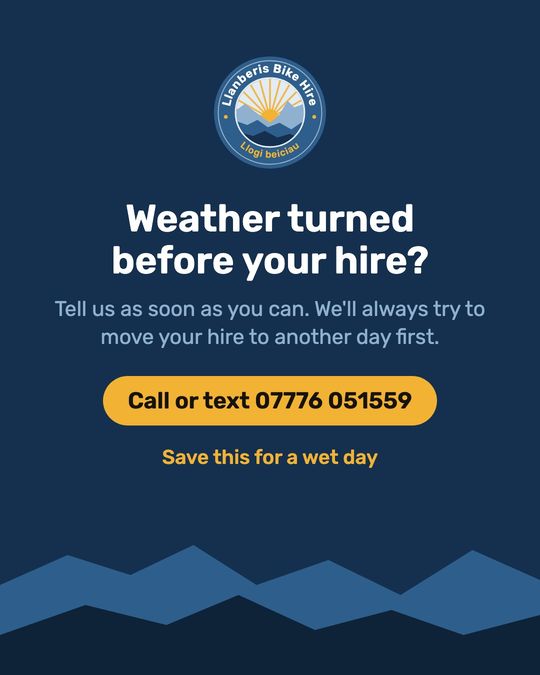 Llanberis Bike Hire
Llogi beiciau
Weather turned
before your hire?
Tell us as soon as you can. We'll always try to
move your hire to another day first.
Call or text 07776 051559
Save this for a wet day